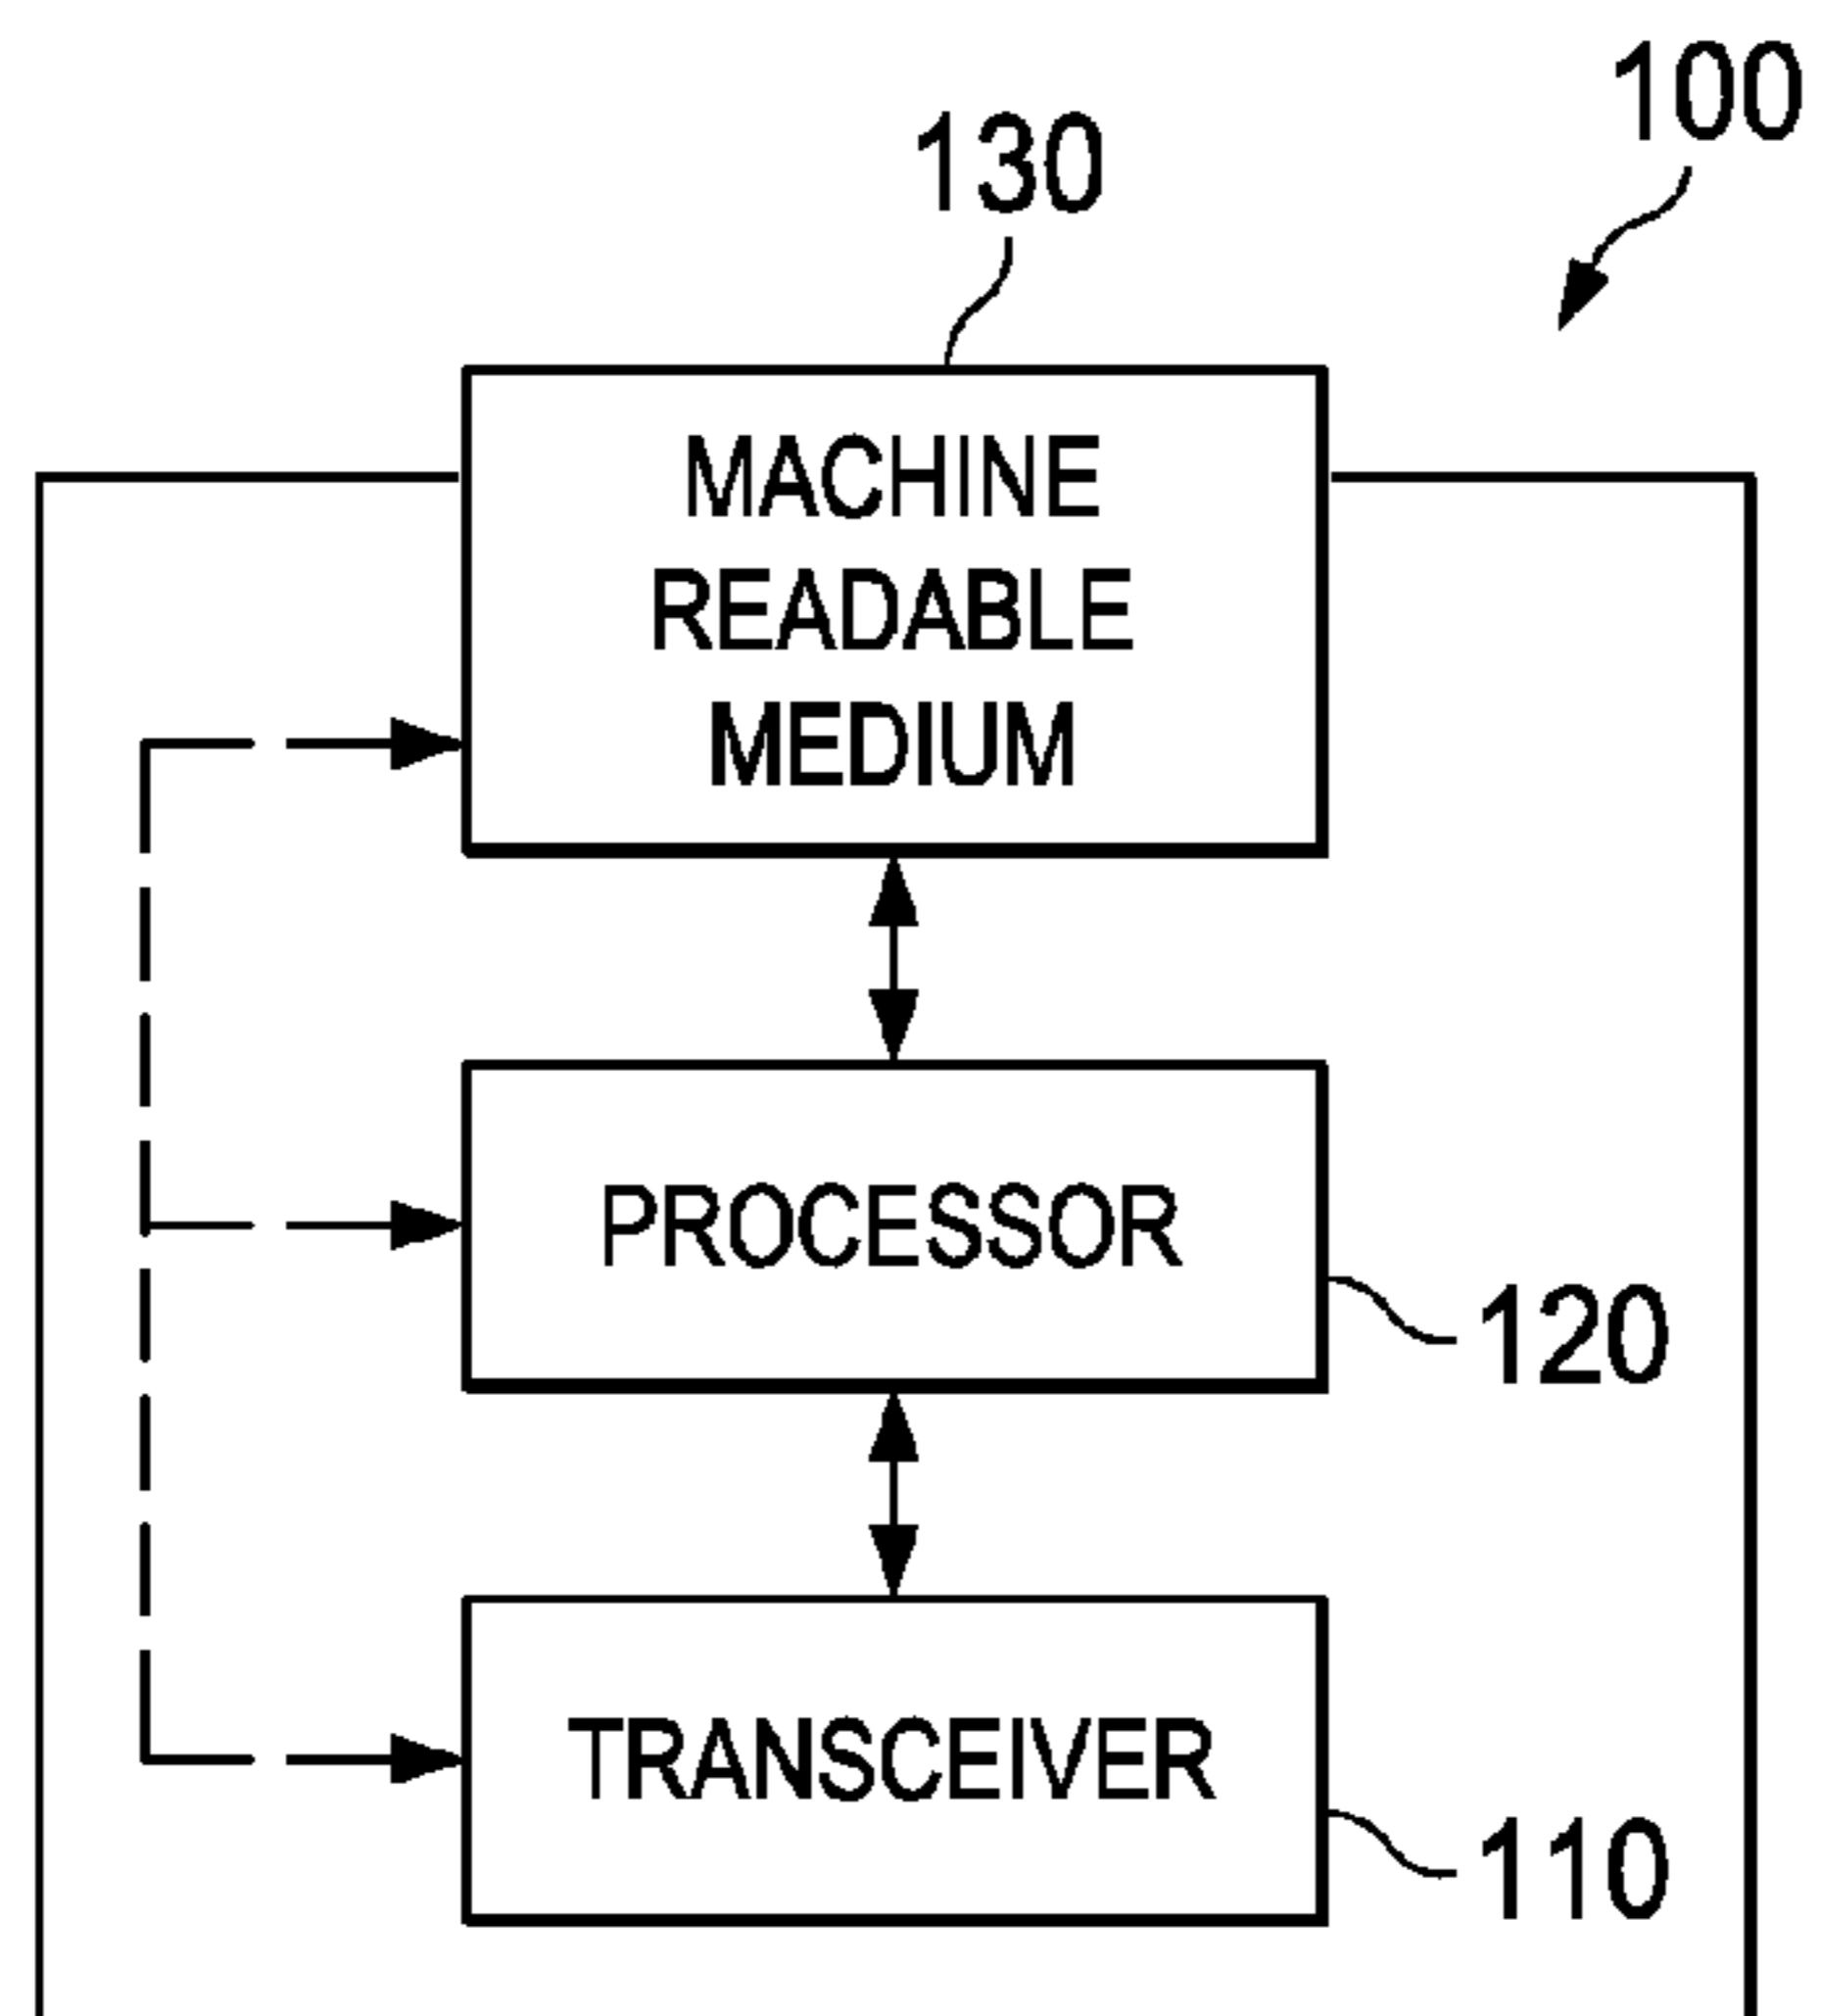 100
130
MACHINE
READABLE
MEDIUM
PROCESSOR
120
TRANSCEIVER
110